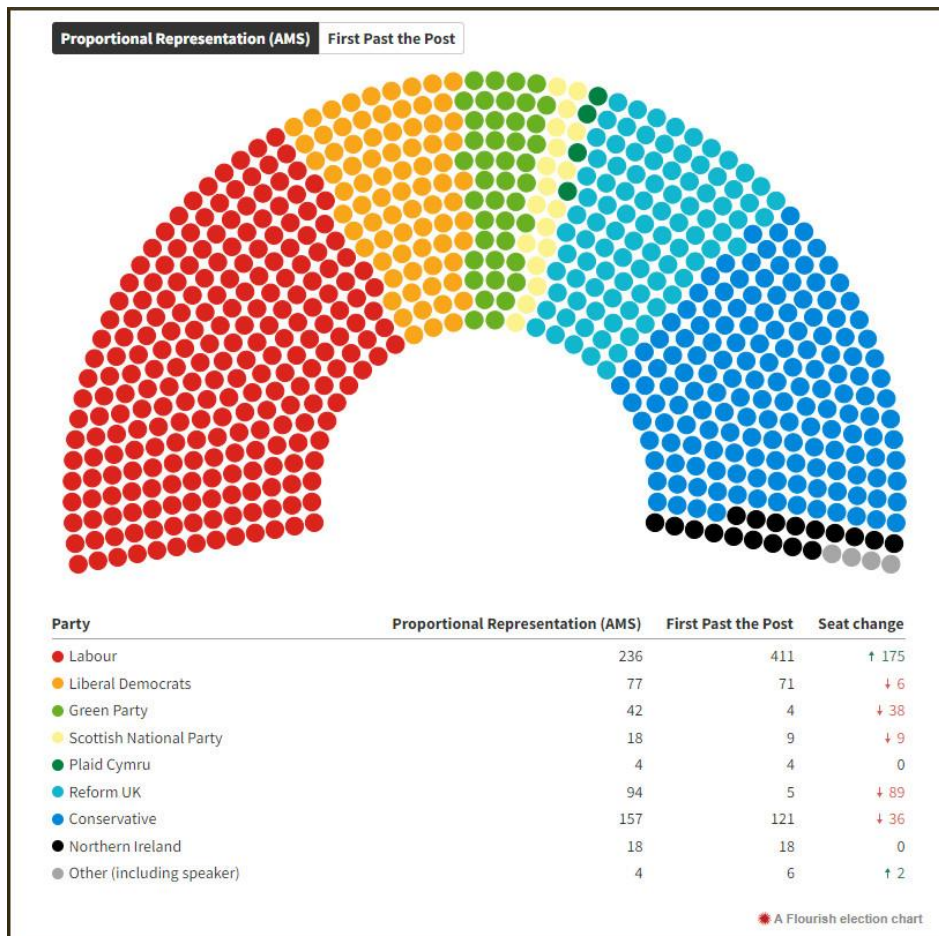 Proportional Representation (AMS) First Past the Post
Party Proportional Representation (AMS) First Past the Post Seat change
Labour 236 411 ↑ 175
Liberal Democrats 77 71 ↓ 6
Green Party 42 4 ↓ 38
Scottish National Party 18 9 ↓ 9
Plaid Cymru 4 4 0
Reform UK 94 5 ↓ 89
Conservative 157 121 ↓ 36
Northern Ireland 18 18 0
Other (including speaker) 4 6 ↑ 2
A Flourish election chart